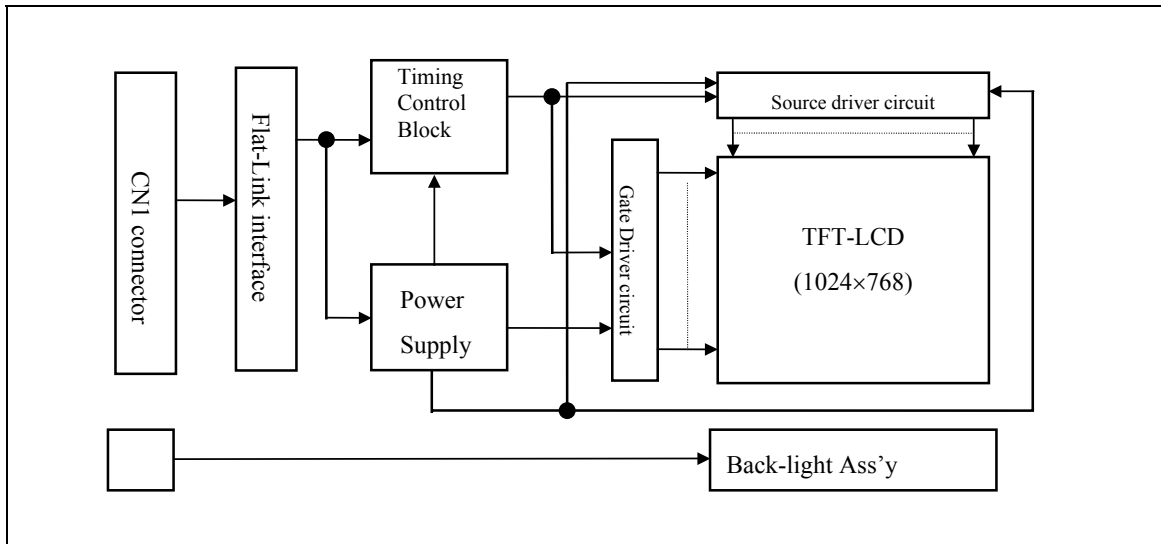 CN1 connector
Flat-Link interface
Timing
Control
Block
Power
Supply
Gate Driver circuit
Source driver circuit
TFT-LCD
(1024×768)
Back-light Ass’y